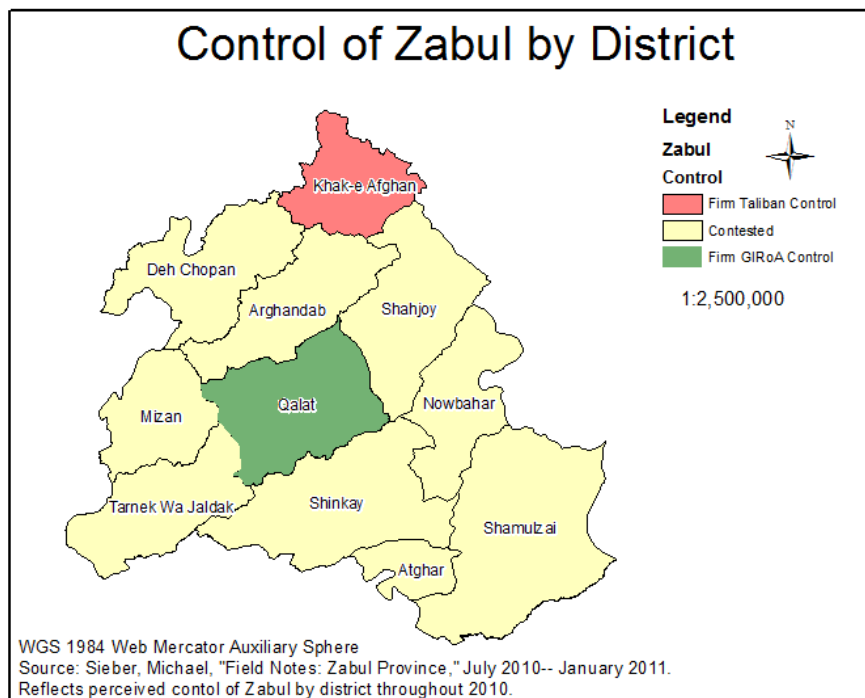 Control of Zabul by District
Legend
N
Zabul
Control
Firm Taliban Control
Contested
Firm GIRoA Control
1:2,500,000
Khak-e Afghan
Deh Chopan
Arghandab
Shahjoy
Mizan
Qalat
Nowbahar
Tarnek Wa Jaldak
Shinkay
Shamulzai
Atghar
WGS 1984 Web Mercator Auxiliary Sphere
Source: Sieber, Michael, "Field Notes: Zabul Province," July 2010-- January 2011.
Reflects perceived contol of Zabul by district throughout 2010.